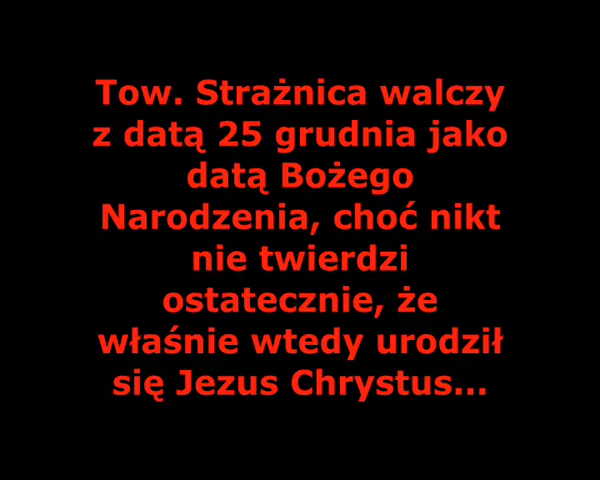 Tow. Strażnica walczy
z datą 25 grudnia jako
datą Bożego
Narodzenia, choć nikt
nie twierdzi
ostatecznie, że
właśnie wtedy urodził
się Jezus Chrystus...